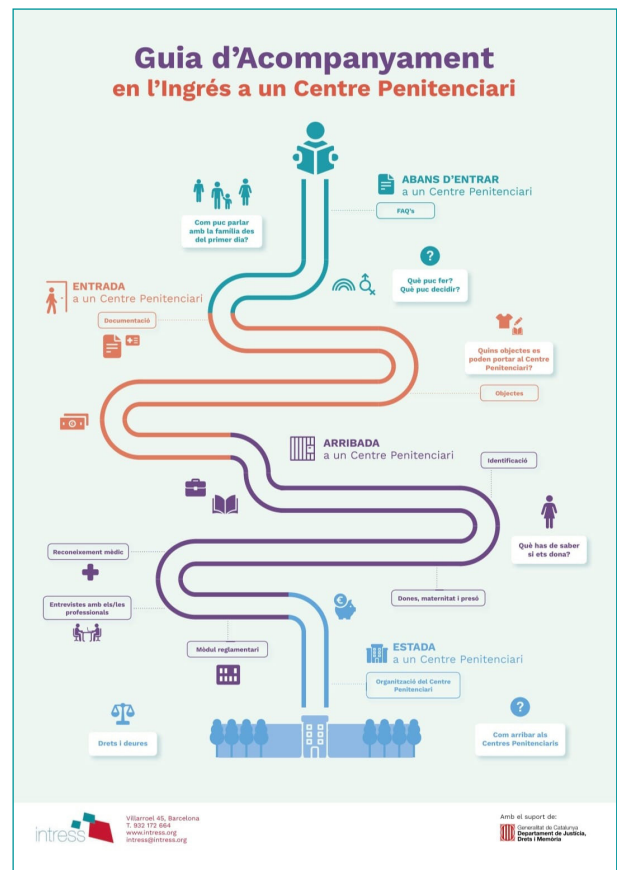 Guia d'Acompanyament
en l'Ingrés a un Centre Penitenciari
ABANS D'ENTRAR
a un Centre Penitenciari
FAQ's
Com puc parlar
amb la família des
del primer dia?
?
Què puc fer?
Què puc decidir?
ENTRADA
a un Centre Penitenciari
Documentació
Quins objectes es
poden portar al Centre
Penitenciari?
Objectes
ARRIBADA
a un Centre Penitenciari
Identificació
Què has de saber
si ets dona?
Reconeixement mèdic
Entrevistes amb els/les
professionals
Dones, maternitat i presó
Mòdul reglamentari
€
ESTADA
a un Centre Penitenciari
Organització del Centre
Penitenciari
?
Drets i deures
Com arribar als
Centres Penitenciaris
intress
Villarroel 45, Barcelona
T. 932 172 664
www.intress.org
intress@intress.org
Amb el suport de:
Generalitat de Catalunya
Departament de Justícia,
Drets i Memòria